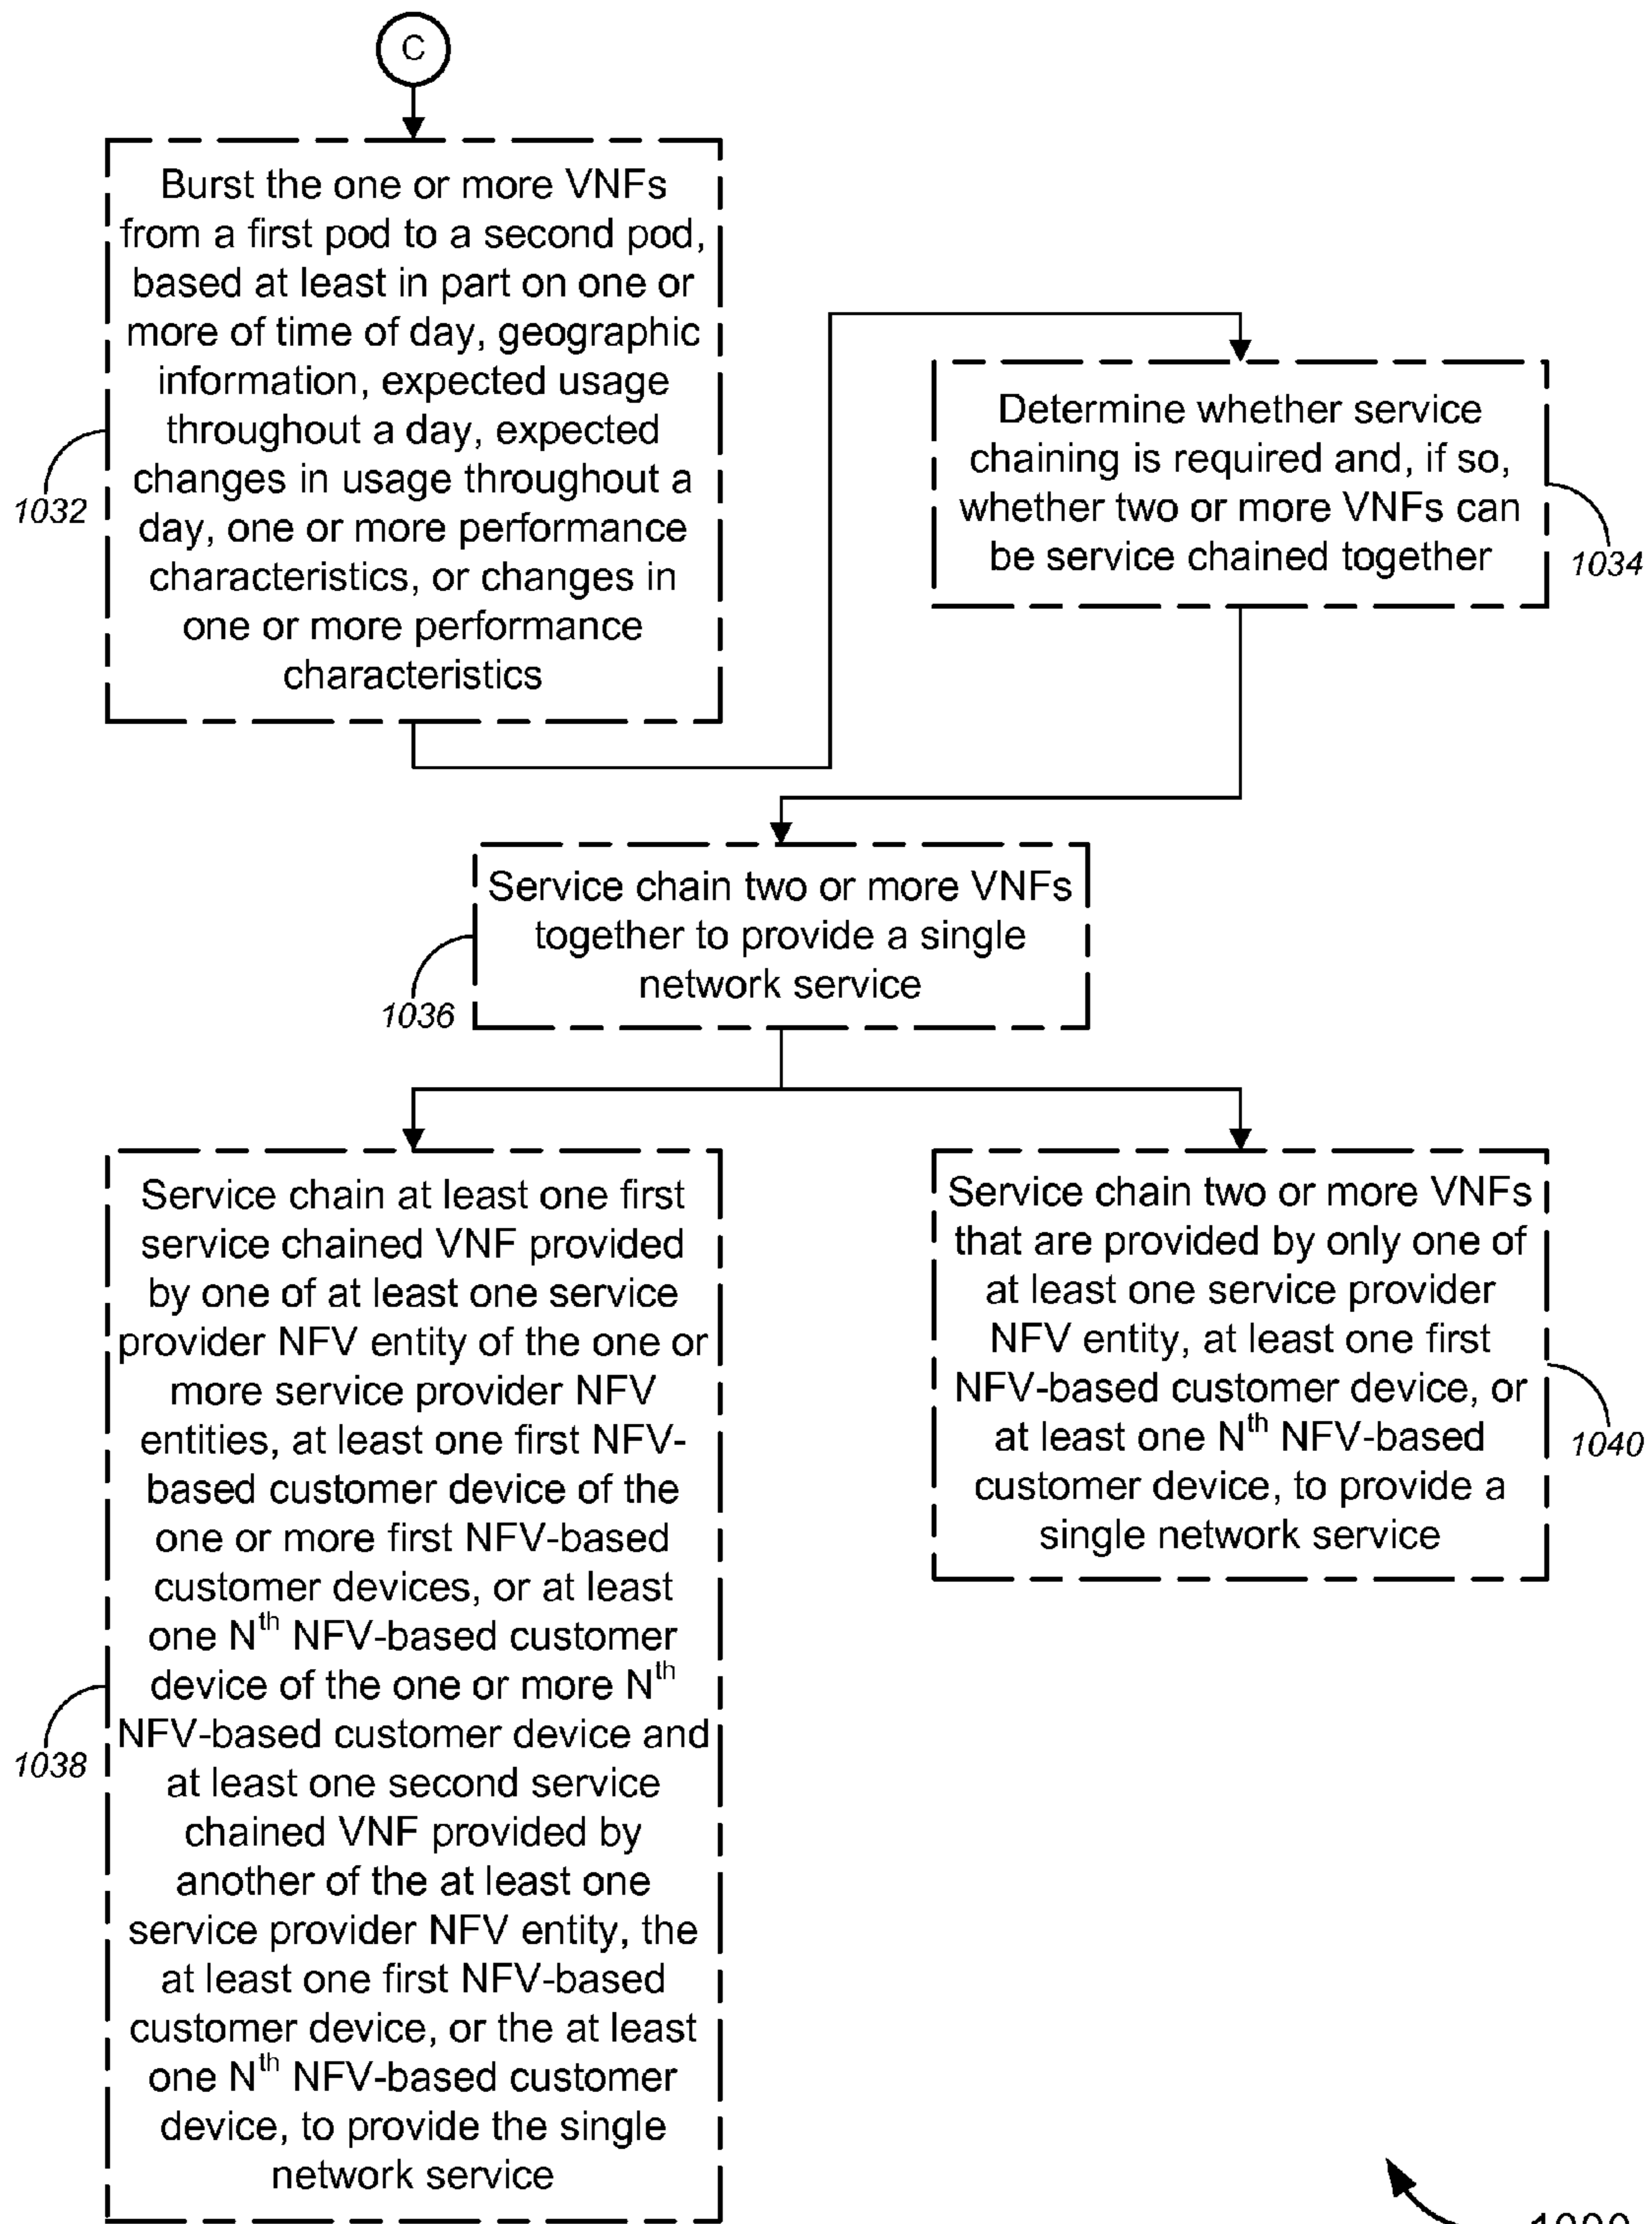 C
Burst the one or more VNFs
from a first pod to a second pod,
based at least in part on one or
more of time of day, geographic
information, expected usage
throughout a day, expected
changes in usage throughout a
day, one or more performance
characteristics, or changes in
one or more performance
characteristics
1032
Determine whether service
chaining is required and, if so,
whether two or more VNFs can
be service chained together
1034
Service chain two or more VNFs
together to provide a single
network service
1036
Service chain at least one first
service chained VNF provided
by one of at least one service
provider NFV entity of the one or
more service provider NFV
entities, at least one first NFV-
based customer device of the
one or more first NFV-based
customer devices, or at least
one Nth NFV-based customer
device of the one or more Nth
NFV-based customer device and
at least one second service
chained VNF provided by
another of the at least one
service provider NFV entity, the
at least one first NFV-based
customer device, or the at least
one Nth NFV-based customer
device, to provide the single
network service
1038
Service chain two or more VNFs
that are provided by only one of
at least one service provider
NFV entity, at least one first
NFV-based customer device, or
at least one Nth NFV-based
customer device, to provide a
single network service
1040